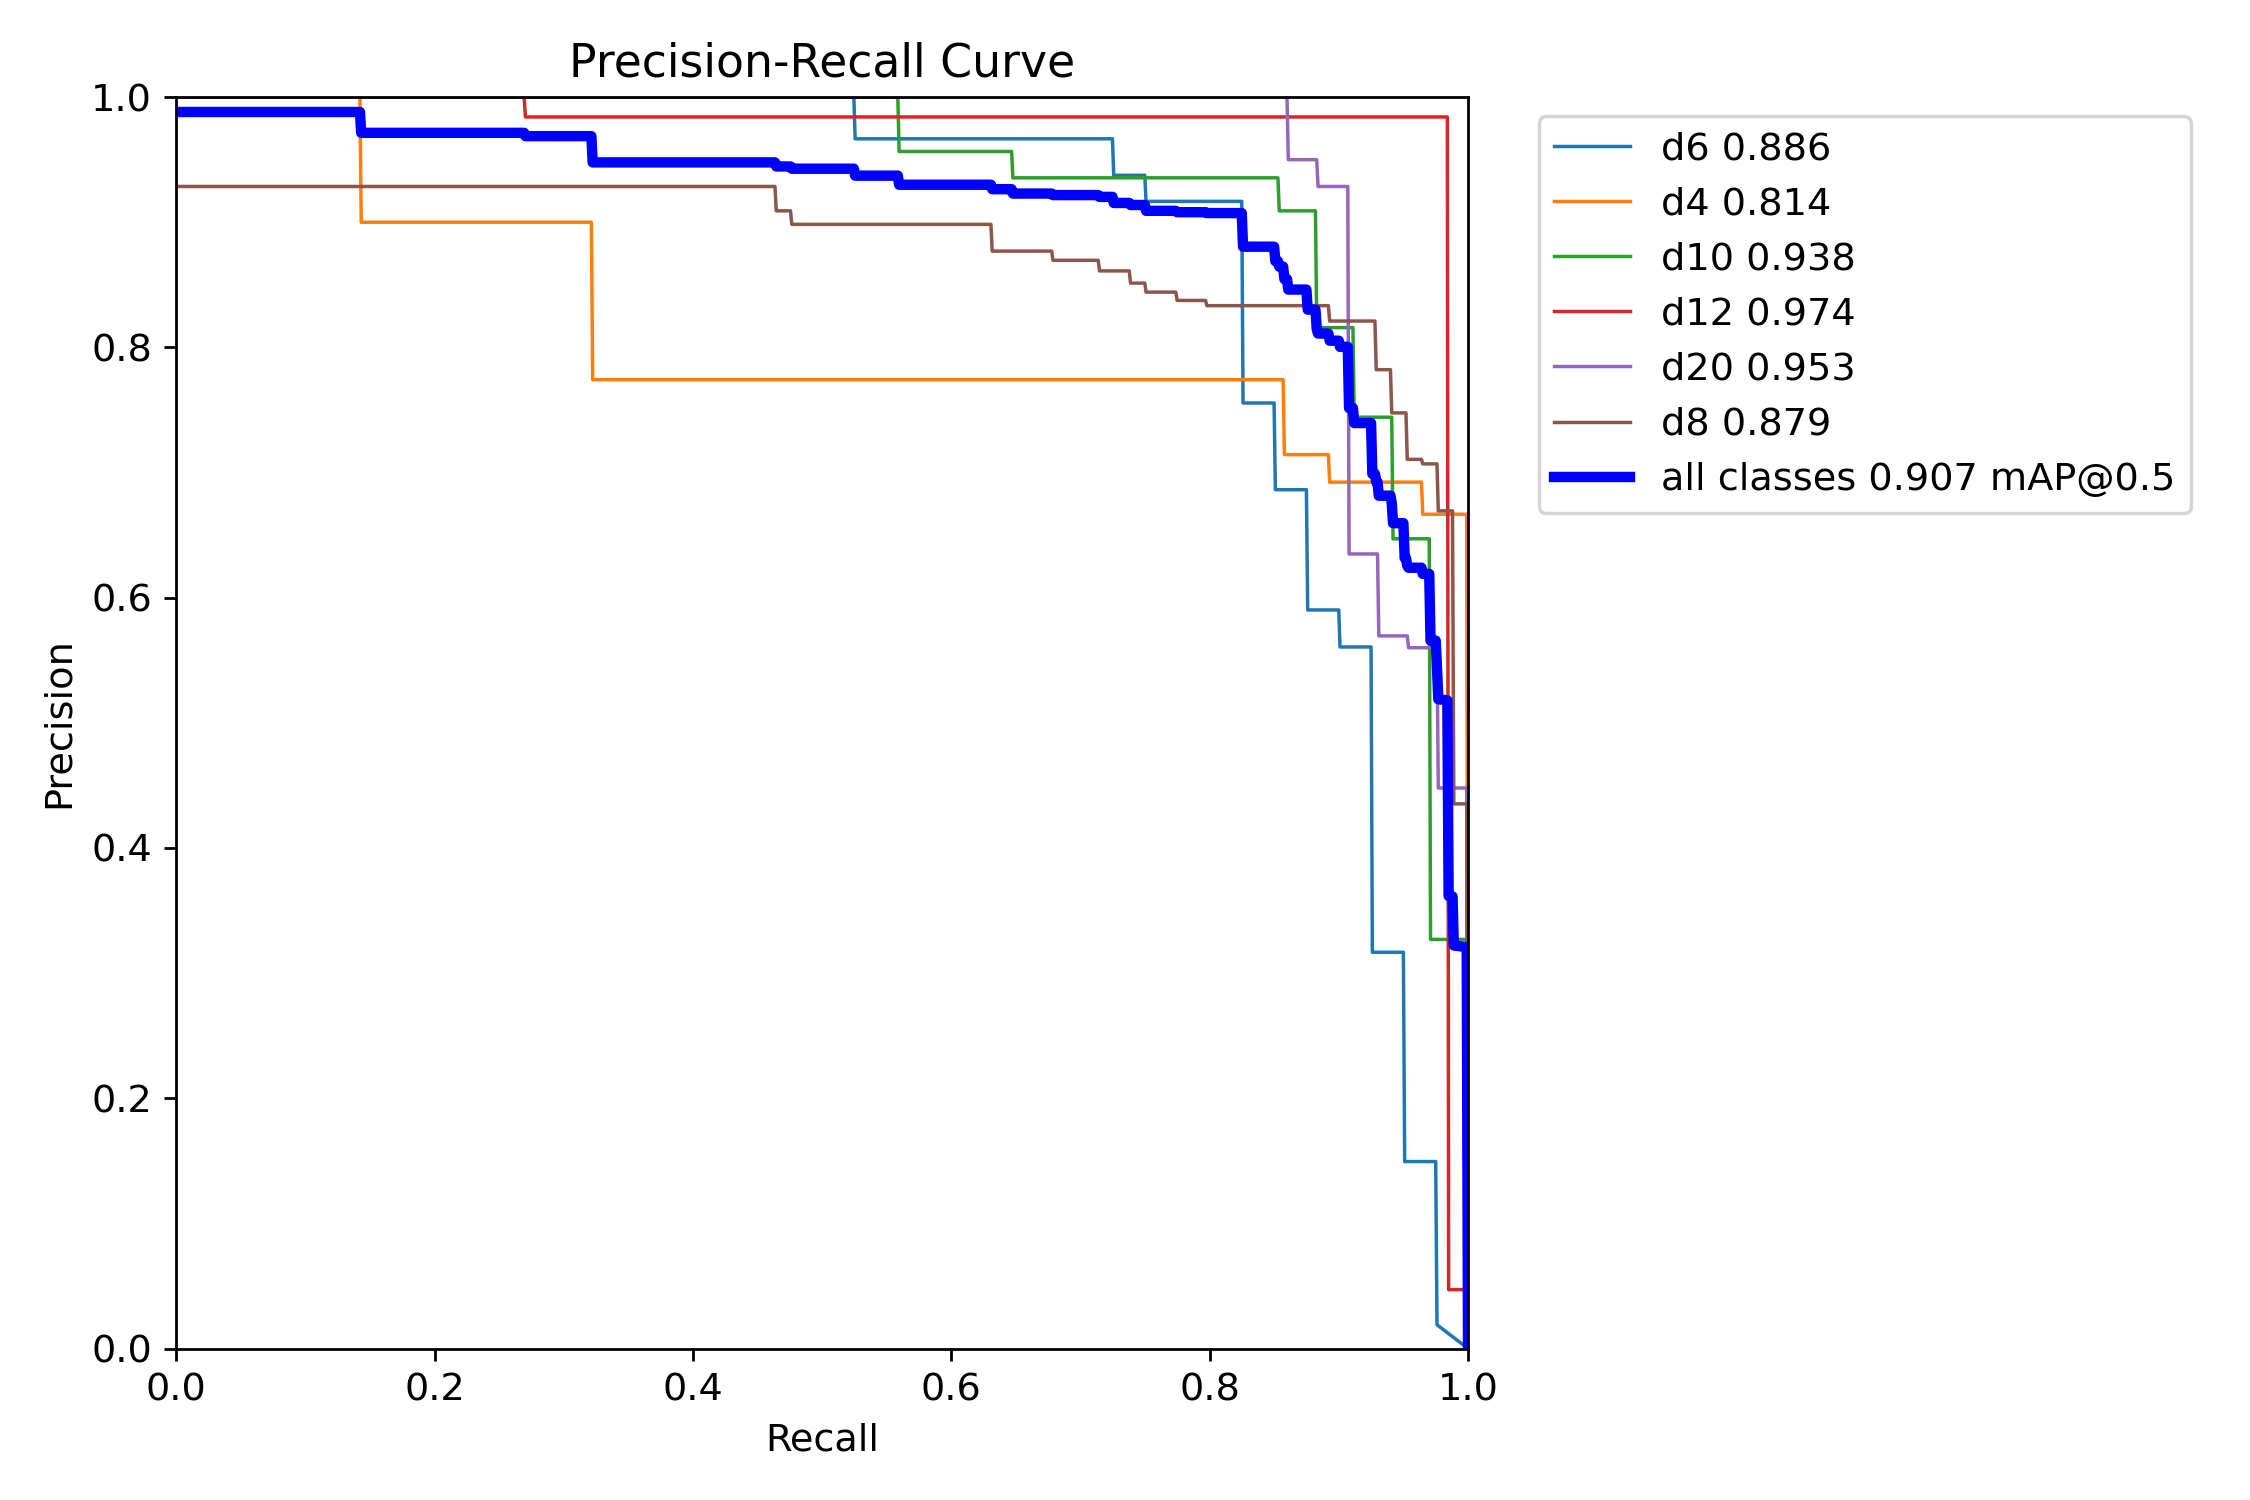 Precision-Recall Curve
1.0
0.8
0.6
0.4
0.2
0.0
Precision
0.0 0.2 0.4 0.6 0.8 1.0
Recall
d6 0.886
d4 0.814
d10 0.938
d12 0.974
d20 0.953
d8 0.879
all classes 0.907 mAP@0.5